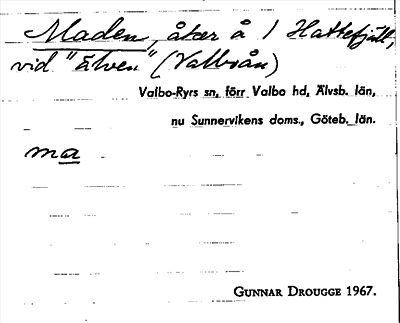 Maden, åker å 1 Hattefjäll,
vid "älven" (Valboån)
Valbo-Ryrs sn, förr Valbo hd, Älvsb. län,
nu Sunnervikens doms., Göteb. län.
ma
GUNNAR DROUGGE 1967.